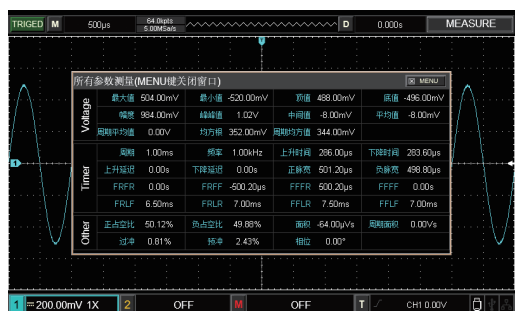 TRIGED M 500μs 64.0kpts 5.00MSa/s D 0.000s MEASURE
T
所有参数测量(MENU键关闭窗口) MENU
Voltage
最大值 504.00mV 最小值 -520.00mV 顶值 488.00mV 底值 -496.00mV
幅度 984.00mV 峰峰值 1.02V 中间值 -8.00mV 平均值 -8.00mV
周期平均值 0.00V 均方根 352.00mV 周期均方值 344.00mV
Timer
周期 1.00ms 频率 1.00kHz 上升时间 286.00μs 下降时间 283.60μs
上升延迟 0.00s 下降延迟 0.00s 正脉宽 501.20μs 负脉宽 498.80μs
FRFR 0.00s FRFF -500.20μs FFFR 500.20μs FFFF 0.00s
FRLF 6.50ms FRLR 7.00ms FFLR 7.50ms FFLF 7.00ms
Other
正占空比 50.12% 负占空比 49.88% 面积 -64.00μVs 周期面积 0.00Vs
过冲 0.81% 预冲 2.43% 相位 0.00°
1 200.00mV 1X 2 OFF M OFF T CH1 0.00V